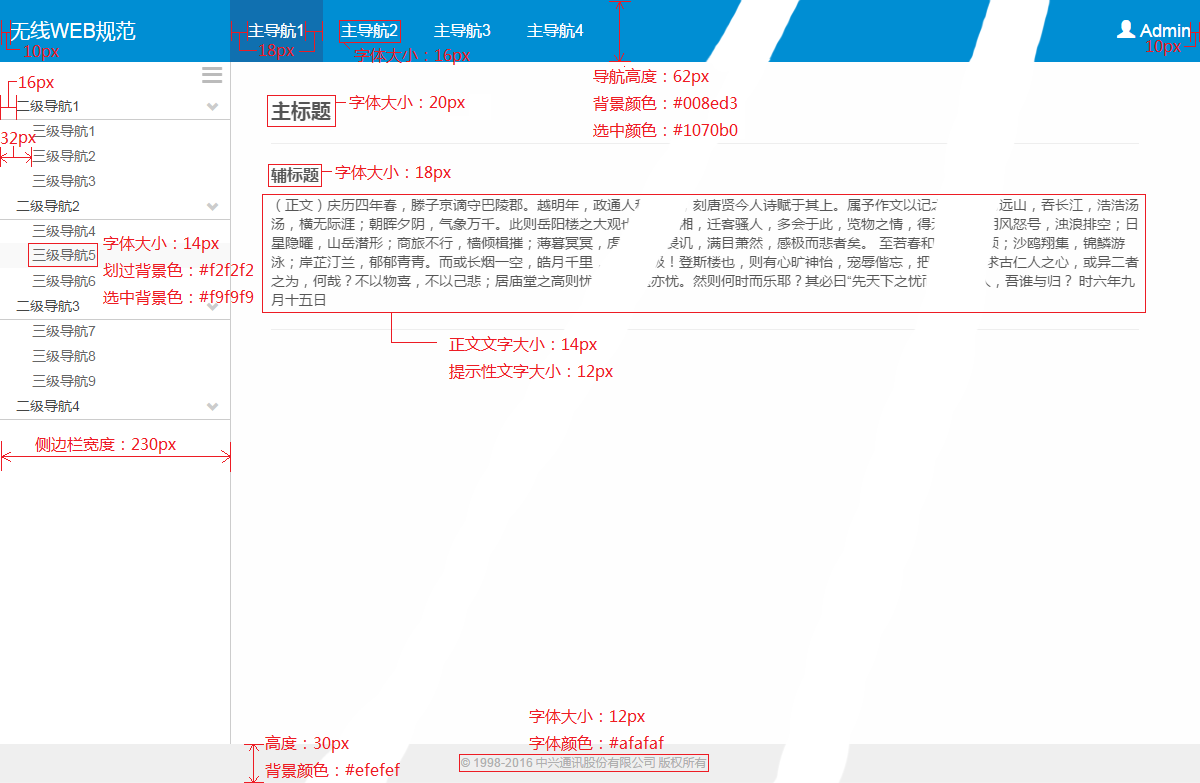 无线WEB规范 主导航1 主导航2 主导航3 主导航4 Admin
10px 18px 字体大小：16px 10px
导航高度：62px
背景颜色：#008ed3
选中颜色：#1070b0
16px
二级导航1
三级导航1
32px
三级导航2
三级导航3
二级导航2
三级导航4
三级导航5
三级导航6
字体大小：14px
划过背景色：#f2f2f2
选中背景色：#f9f9f9
二级导航3
三级导航7
三级导航8
三级导航9
二级导航4
侧边栏宽度：230px
主标题 字体大小：20px
辅标题 字体大小：18px
（正文）庆历四年春，滕子京谪守巴陵郡。越明年，政通人 刻唐贤今人诗赋于其上。属予作文以记 远山，吞长江，浩浩汤
汤，横无际涯；朝晖夕阴，气象万千。此则岳阳楼之大观 相，迁客骚人，多会于此，览物之情，得 风怒号，浊浪排空；日
星隐曜，山岳潜形；商旅不行，樯倾楫摧；薄暮冥冥， 讥，满目萧然，感极而悲者矣。 至若春和 ；沙鸥翔集，锦鳞游
泳；岸芷汀兰，郁郁青青。而或长烟一空，皓月千里， ！登斯楼也，则有心旷神怡，宠辱偕忘，把 求古仁人之心，或异二者
之为，何哉？不以物喜，不以己悲；居庙堂之高则忧 亦忧。然则何时而乐耶？其必曰“先天下之忧 ，吾谁与归？ 时六年九
月十五日
正文文字大小：14px
提示性文字大小：12px
字体大小：12px
字体颜色：#afafaf
高度：30px
背景颜色：#efefef
© 1998-2016 中兴通讯股份有限公司 版权所有